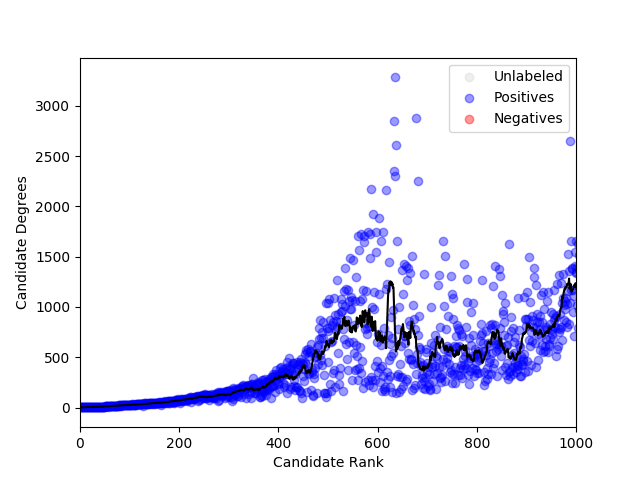 Unlabeled
Positives
Negatives
3000
2500
2000
1500
1000
500
0
Candidate Degrees
0 200 400 600 800 1000
Candidate Rank